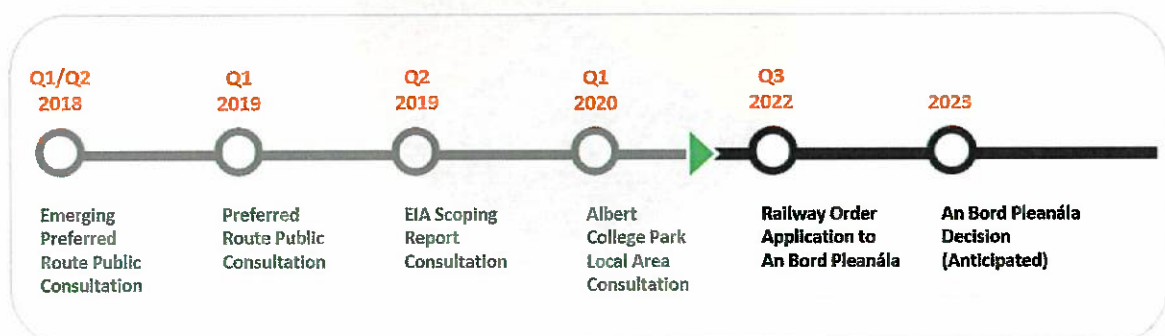 Q1/Q2
2018
Q1
2019
Q2
2019
Q1
2020
Q3
2022
2023
Emerging
Preferred
Route Public
Consultation
Preferred
Route Public
Consultation
EIA Scoping
Report
Consultation
Albert
College Park
Local Area
Consultation
Railway Order
Application to
An Bord Pleanála
An Bord Pleanála
Decision
(Anticipated)